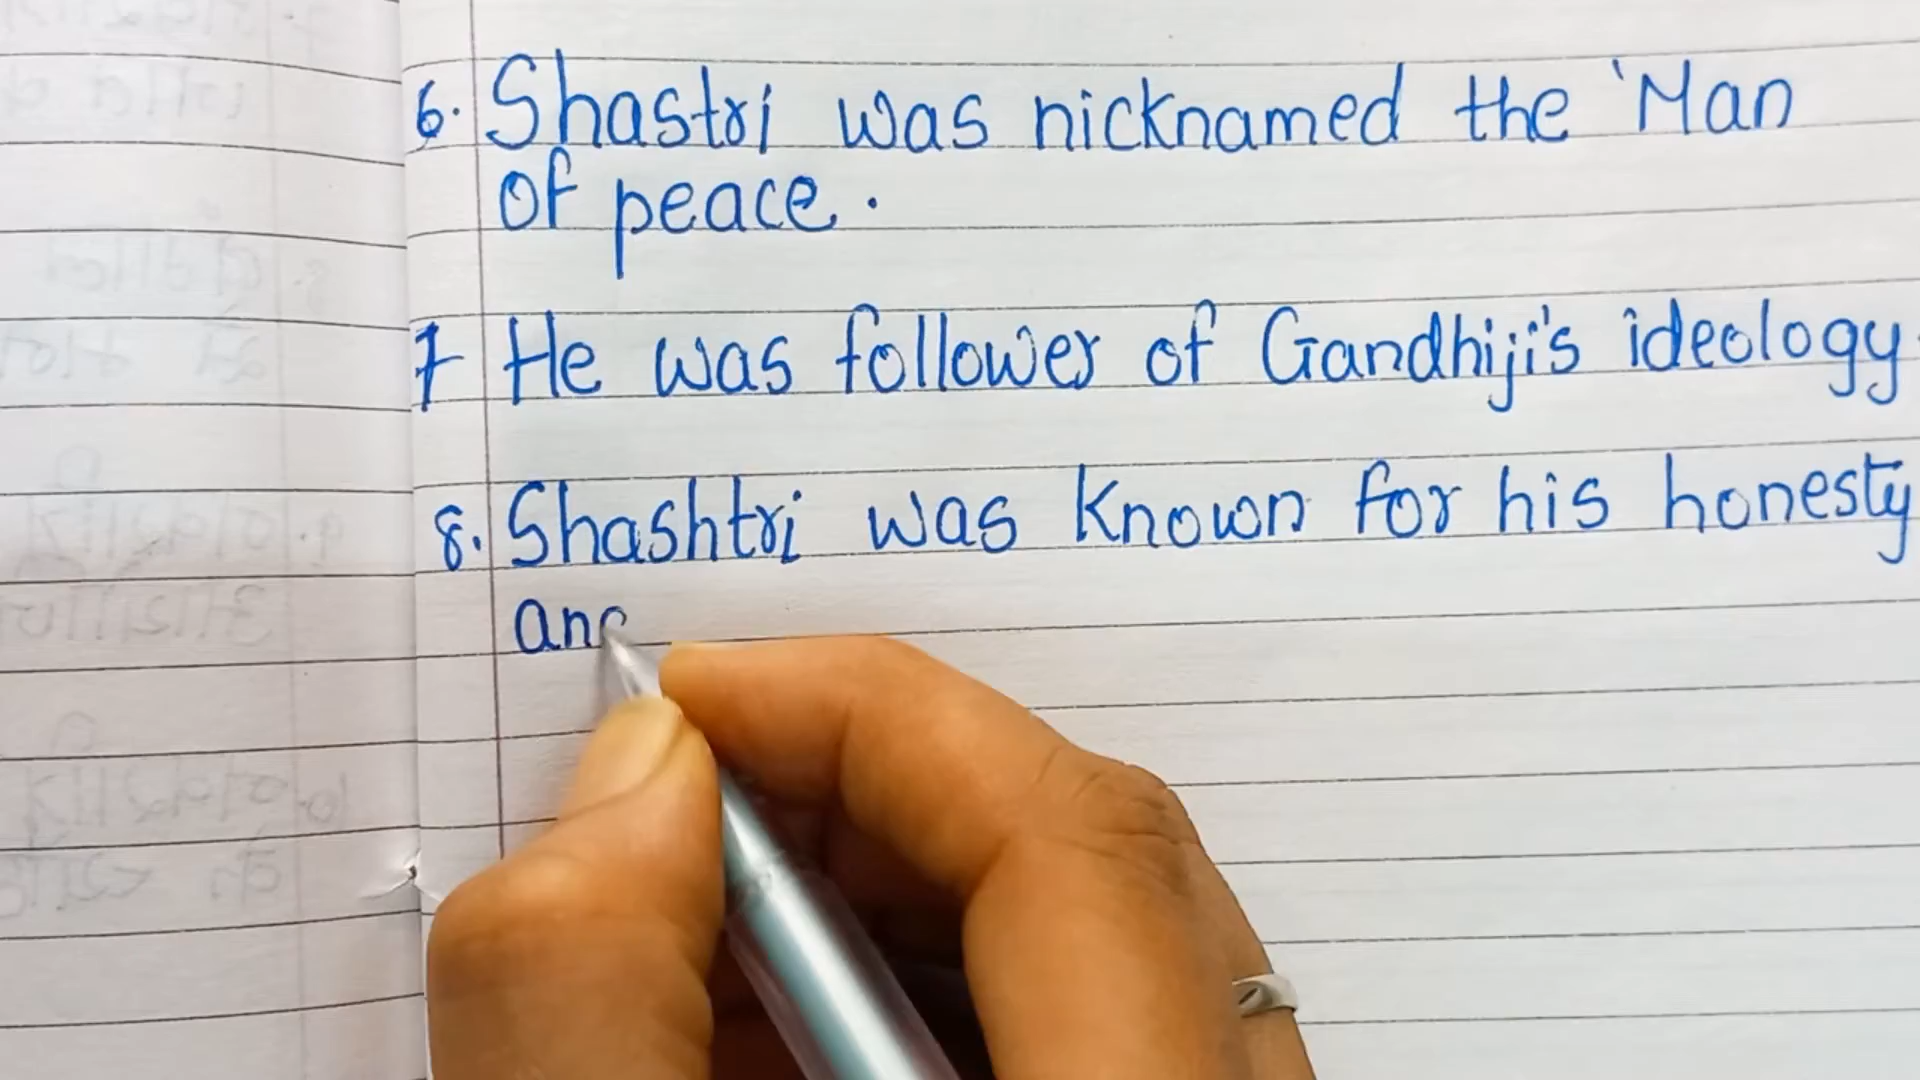 6. Shastri was nicknamed the 'Man
of peace.
7 He was follower of Gandhiji's ideology.
8. Shashtri was known for his honesty